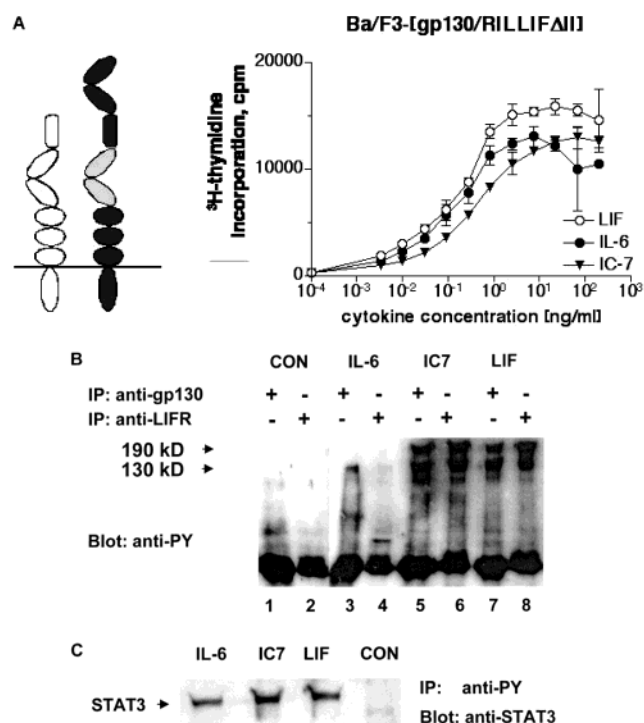 A
Ba/F3-[gp130/RILLIFΔII]
³H-thymidine
incorporation, cpm
20000
10000
0
10⁻⁴ 10⁻³ 10⁻² 10⁻¹ 10⁰ 10¹ 10² 10³
cytokine concentration [ng/ml]
LIF
IL-6
IC-7
B
CON IL-6 IC7 LIF
IP: anti-gp130 + - + - + - + -
IP: anti-LIFR - + - + - + - +
190 kD
130 kD
Blot: anti-PY
1 2 3 4 5 6 7 8
C
IL-6 IC7 LIF CON
STAT3
IP: anti-PY
Blot: anti-STAT3